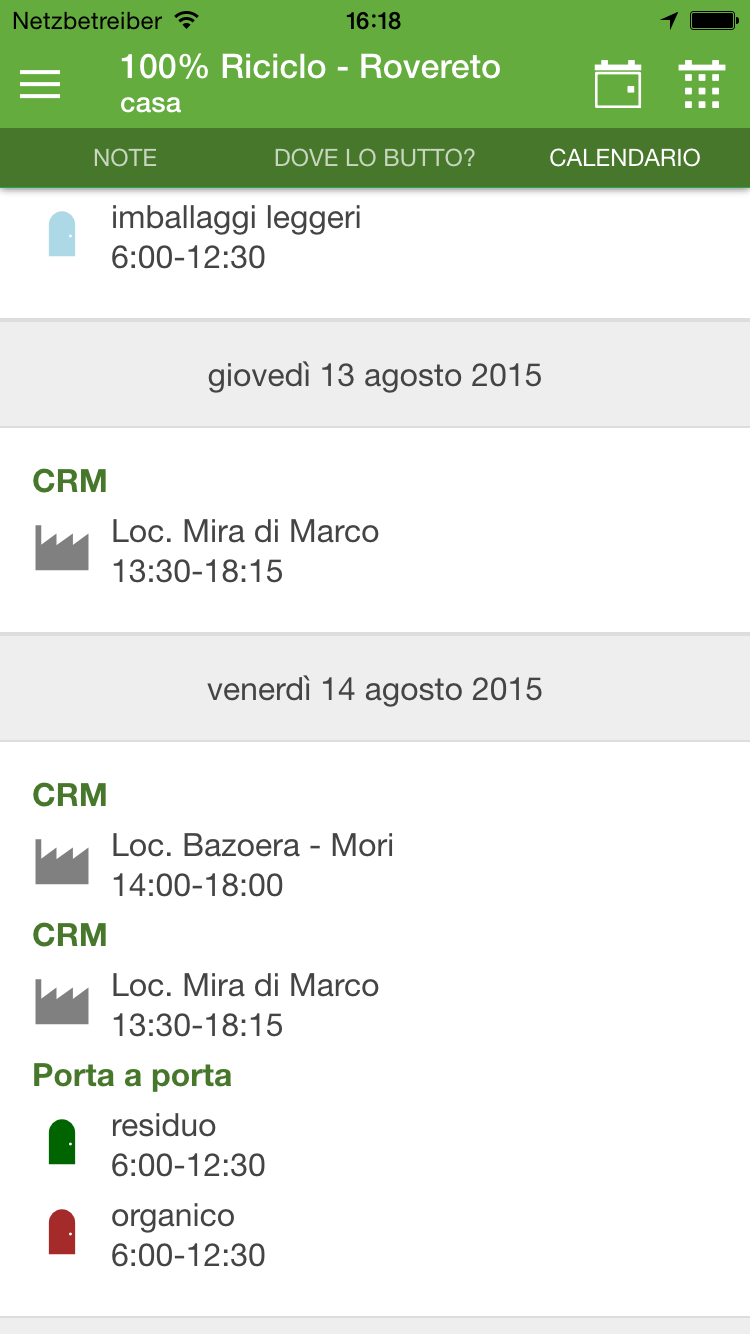 Netzbetreiber 16:18
100% Riciclo - Rovereto
casa
NOTE DOVE LO BUTTO? CALENDARIO
imballaggi leggeri
6:00-12:30
giovedì 13 agosto 2015
CRM
Loc. Mira di Marco
13:30-18:15
venerdì 14 agosto 2015
CRM
Loc. Bazoera - Mori
14:00-18:00
CRM
Loc. Mira di Marco
13:30-18:15
Porta a porta
residuo
6:00-12:30
organico
6:00-12:30